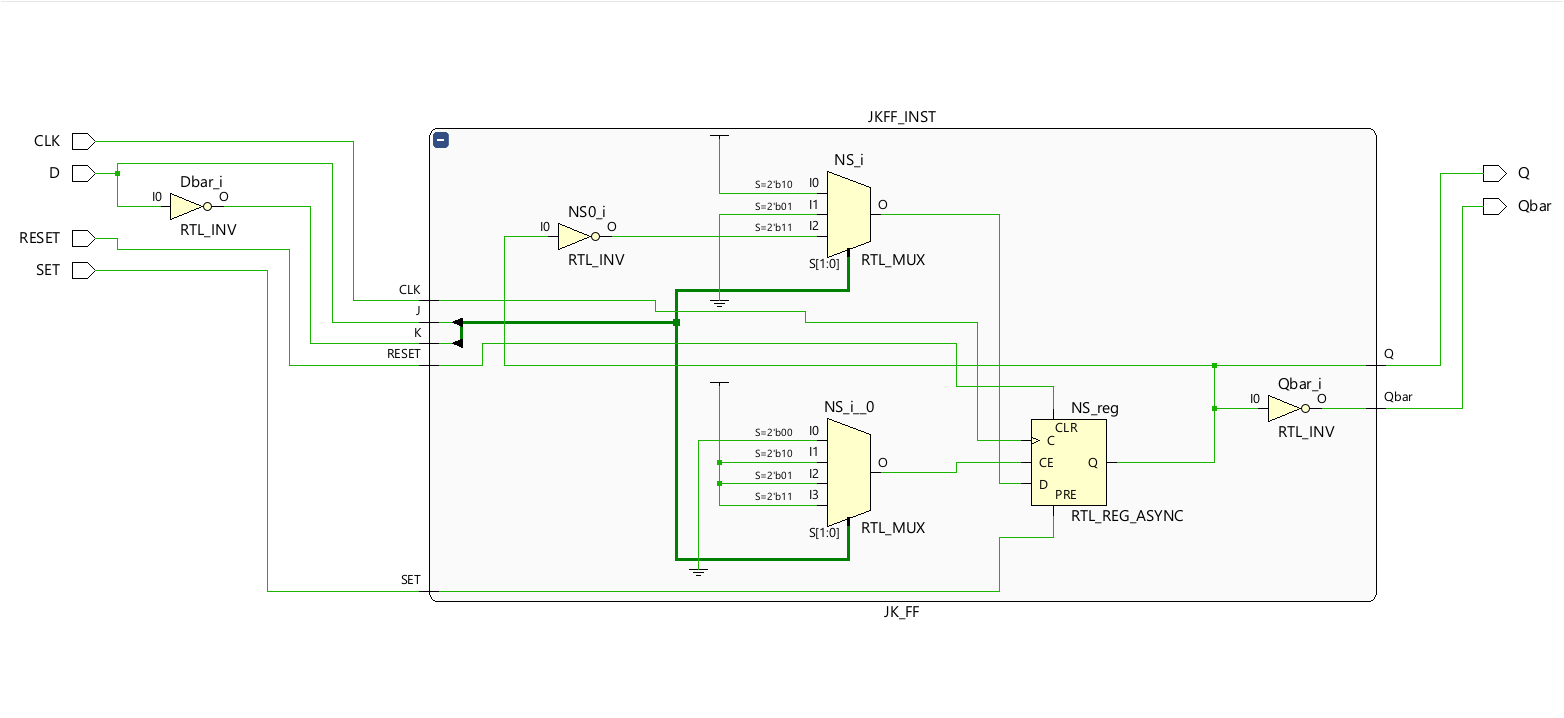 JKFF_INST
CLK
D
Dbar_i
I0
O
RTL_INV
RESET
SET
NS_i
S=2'b10
I0
S=2'b01
I1
S=2'b11
I2
O
S[1:0]
RTL_MUX
NS0_i
I0
O
RTL_INV
CLK
J
K
RESET
SET
NS_i__0
S=2'b00
I0
S=2'b10
I1
S=2'b01
I2
S=2'b11
I3
O
S[1:0]
RTL_MUX
NS_reg
CLR
C
CE
Q
D
PRE
RTL_REG_ASYNC
Qbar_i
I0
O
RTL_INV
Q
Qbar
Q
Qbar
JK_FF